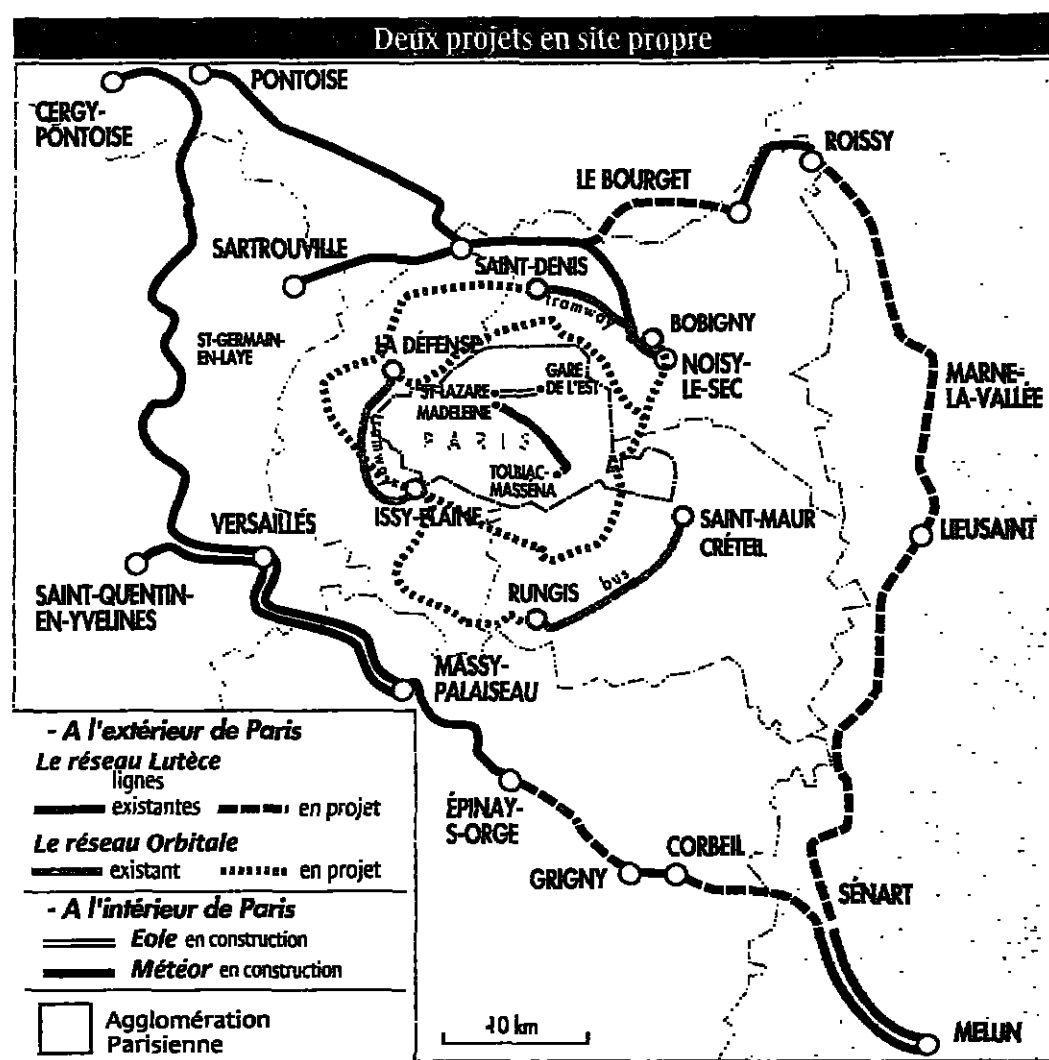 Deux projets en site propre
PONTOISE
CERGY-
PONTOISE
ROISSY
LE BOURGET
SARTROUVILLE
SAINT-DENIS
tramway
BOBIGNY
ST-GERMAIN-
EN-LAYE
LA DÉFENSE
NOISY-
LE-SEC
GARE
DE L'EST
ST-LAZARE
MADELEINE
MARNE-
LA-VALLÉE
PARIS
tramway
TOLBIAC-
MASSÉNA
ISSY-PLAINE
VERSAILLES
SAINT-MAUR
CRÉTEIL
LIEUSAINT
SAINT-QUENTIN-
EN-YVELINES
RUNGIS
bus
MASSY-
PALAISEAU
- A l'extérieur de Paris
Le réseau Lutèce
lignes
existantes en projet
Le réseau Orbitale
existant en projet
- A l'intérieur de Paris
Eole en construction
Météor en construction
Agglomération
Parisienne
ÉPINAY-
S-ORGE
GRIGNY
CORBEIL
SÉNART
10 km
MELUN